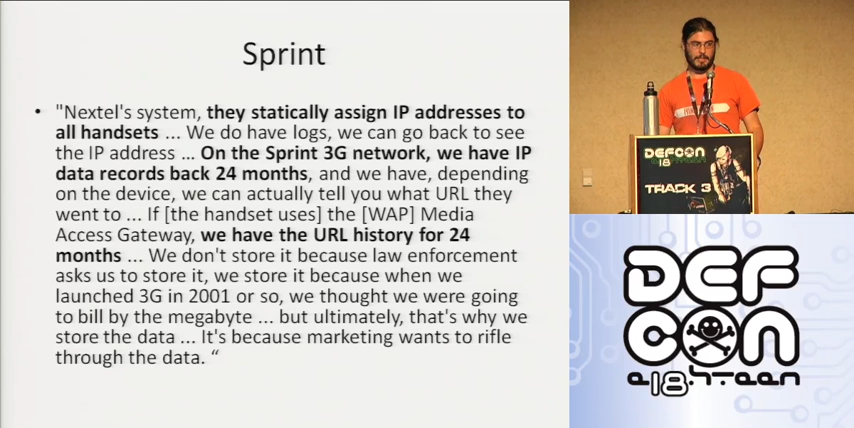 Sprint
• "Nextel's system, they statically assign IP addresses to
all handsets ... We do have logs, we can go back to see
the IP address ... On the Sprint 3G network, we have IP
data records back 24 months, and we have, depending
on the device, we can actually tell you what URL they
went to ... If [the handset uses] the [WAP] Media
Access Gateway, we have the URL history for 24
months ... We don't store it because law enforcement
asks us to store it, we store it because when we
launched 3G in 2001 or so, we thought we were going
to bill by the megabyte ... but ultimately, that's why we
store the data ... It's because marketing wants to rifle
through the data. “
DEFCON
18
TRACK 3
DEF
CON
e18h-teen